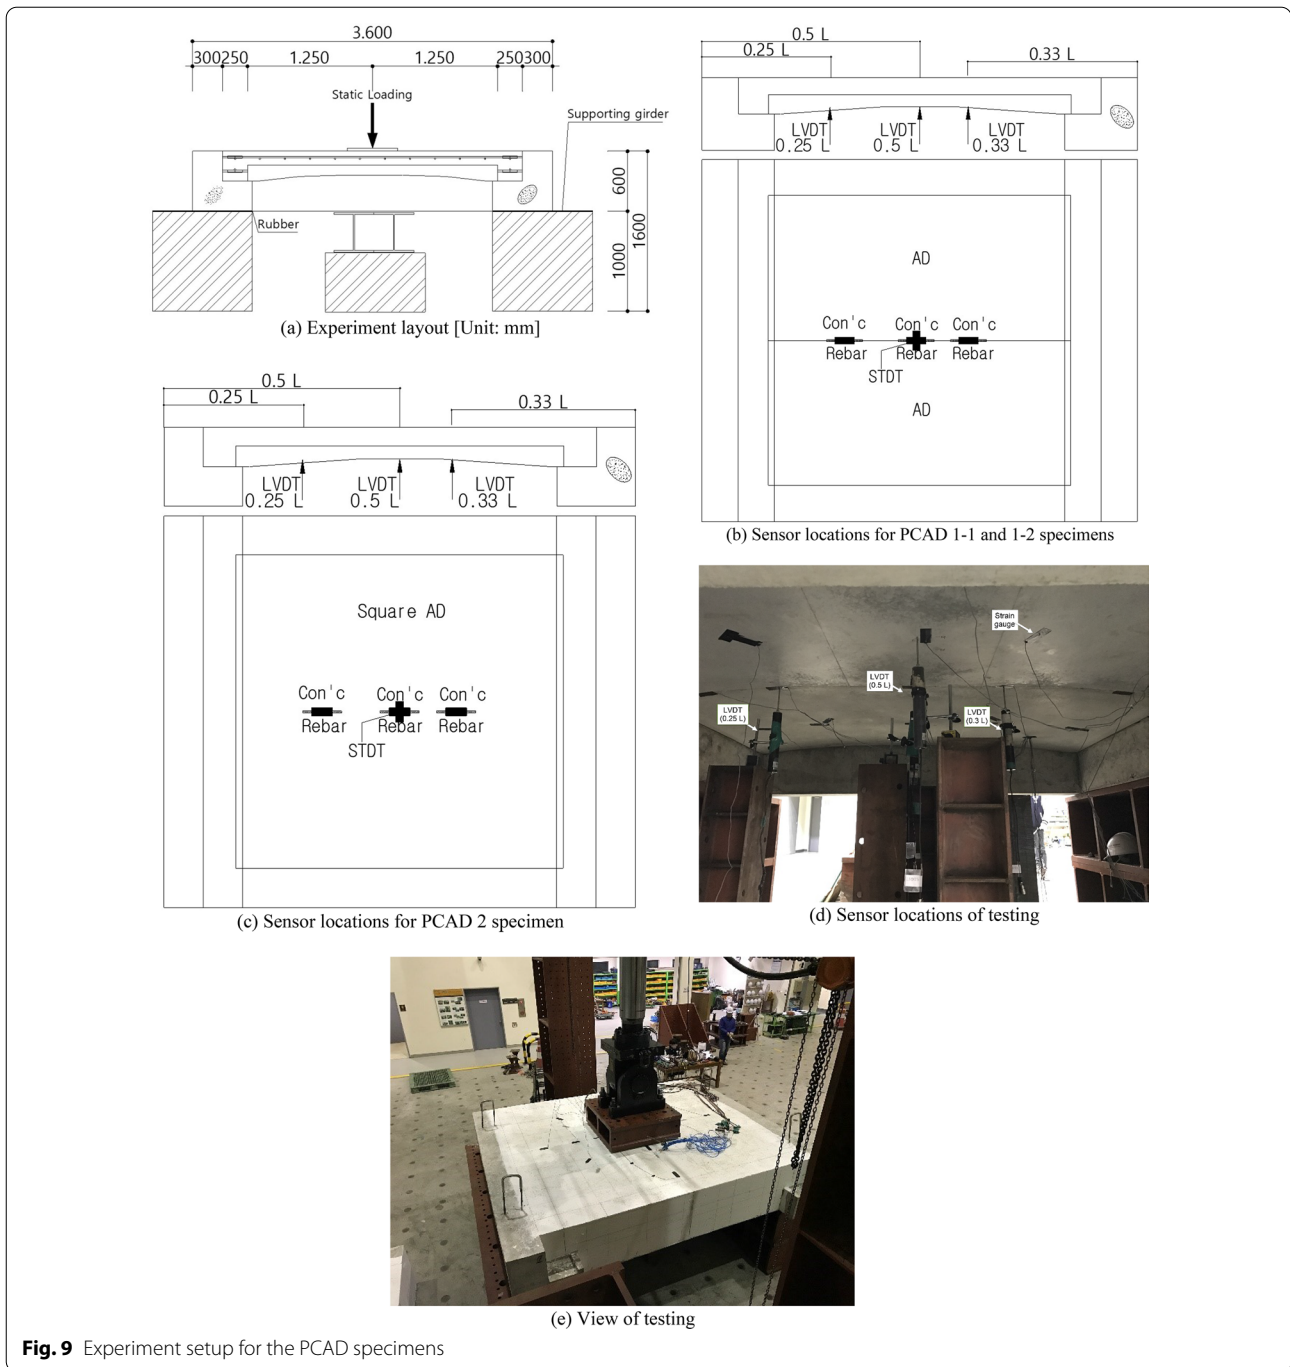 3.600
300 250 1.250 1.250 250 300
Static Loading
Supporting girder
Rubber
600
1000
1600
(a) Experiment layout [Unit: mm]
0.5 L
0.25 L
0.33 L
LVDT LVDT LVDT
0.25 L 0.5 L 0.33 L
AD
Con'c Con'c Con'c
Rebar Rebar Rebar
STDT
AD
(b) Sensor locations for PCAD 1-1 and 1-2 specimens
0.5 L
0.25 L
0.33 L
LVDT LVDT LVDT
0.25 L 0.5 L 0.33 L
Square AD
Con'c Con'c Con'c
Rebar Rebar Rebar
STDT
(c) Sensor locations for PCAD 2 specimen
Strain
gauge
LVDT
(0.5 L)
LVDT
(0.25 L)
LVDT
(0.3 L)
(d) Sensor locations of testing
(e) View of testing
Fig. 9 Experiment setup for the PCAD specimens